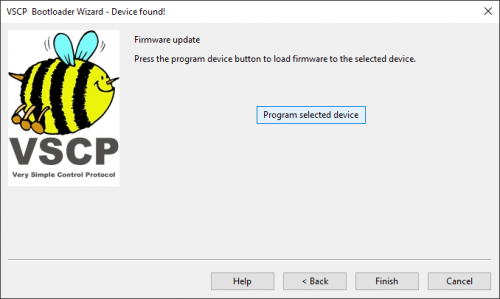 VSCP Bootloader Wizard - Device found!
Firmware update
Press the program device button to load firmware to the selected device.
Program selected device
VSCP
Very Simple Control Protocol
Help
< Back
Finish
Cancel